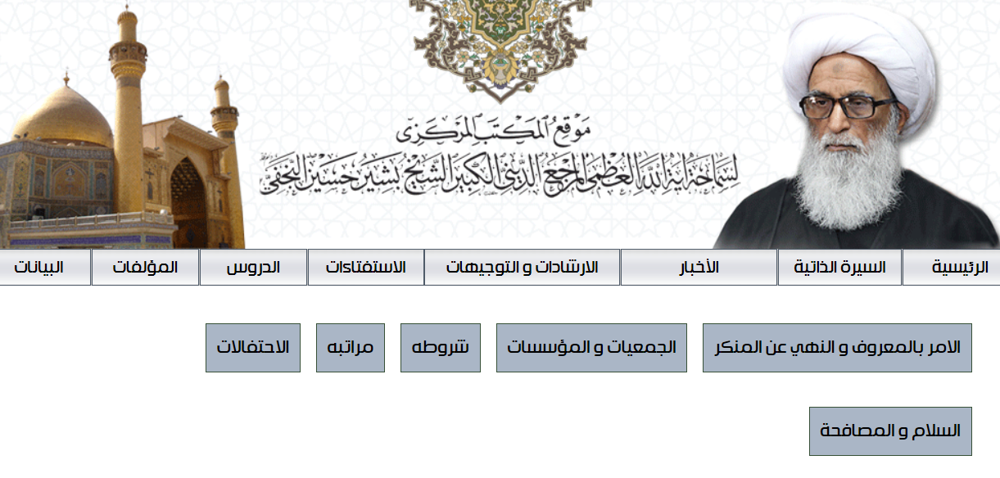 موقع المكتب المركزي
لسماحة آية الله العظمى المرجع الديني الكبير الشيخ بشير حسين النجفي
الرئيسية
السيرة الذاتية
الأخبار
الارشادات و التوجيهات
الاستفتاءات
الدروس
المؤلفات
البيانات
الامر بالمعروف و النهي عن المنكر
الجمعيات و المؤسسات
شروطه
مراتبه
الاحتفالات
السلام و المصافحة